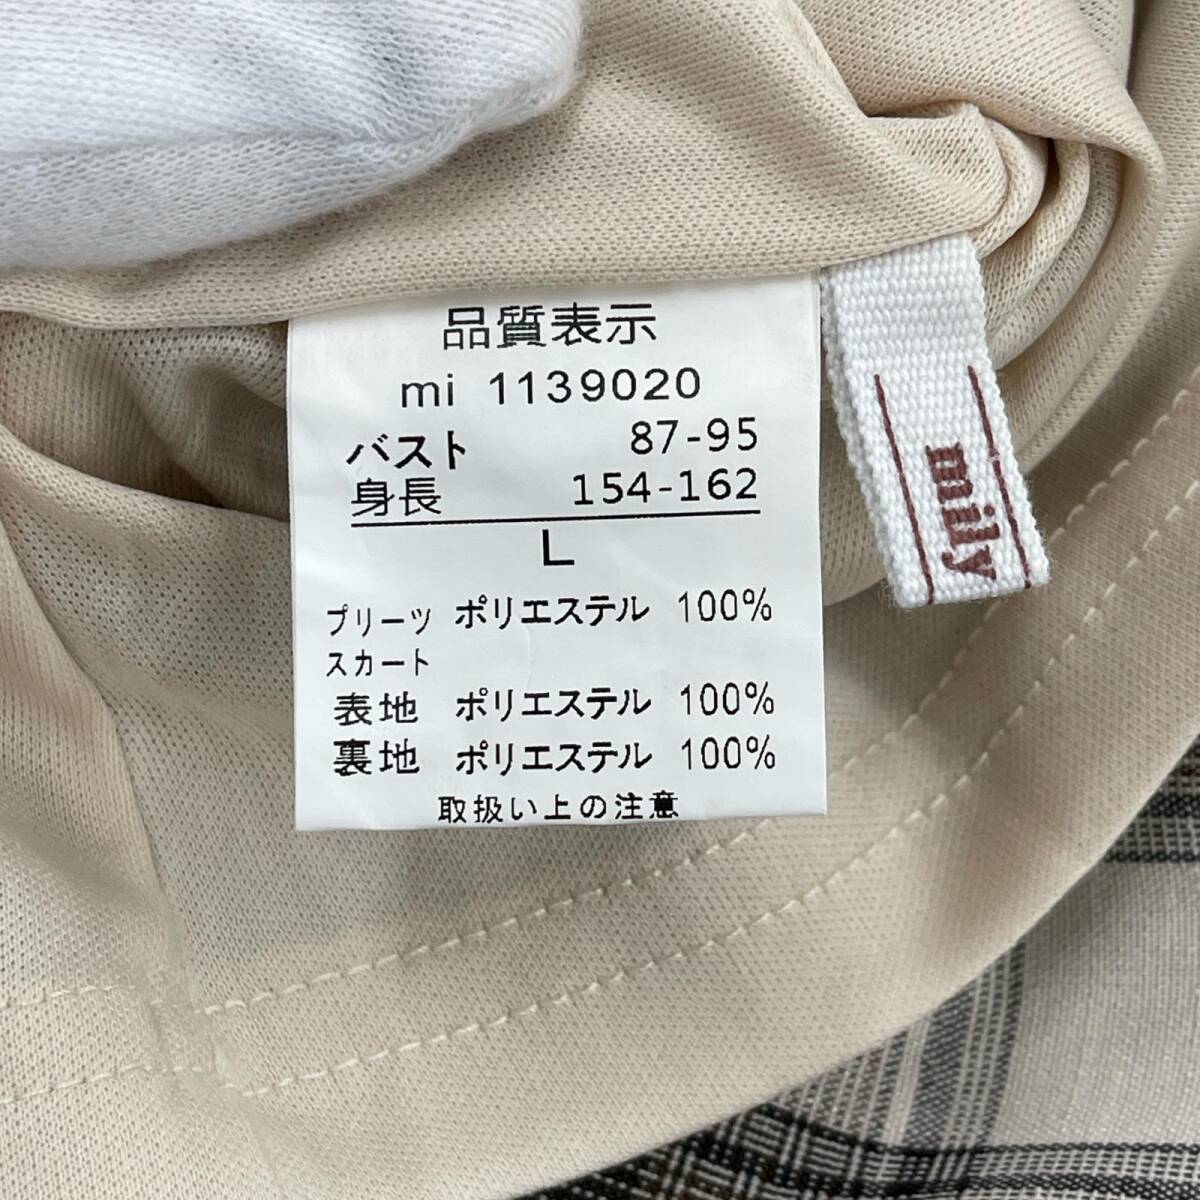 品質表示
mi 1139020
バスト 87-95
身長 154-162
L
プリーツ ポリエステル 100%
スカート
表地 ポリエステル 100%
裏地 ポリエステル 100%
取扱い上の注意
mily